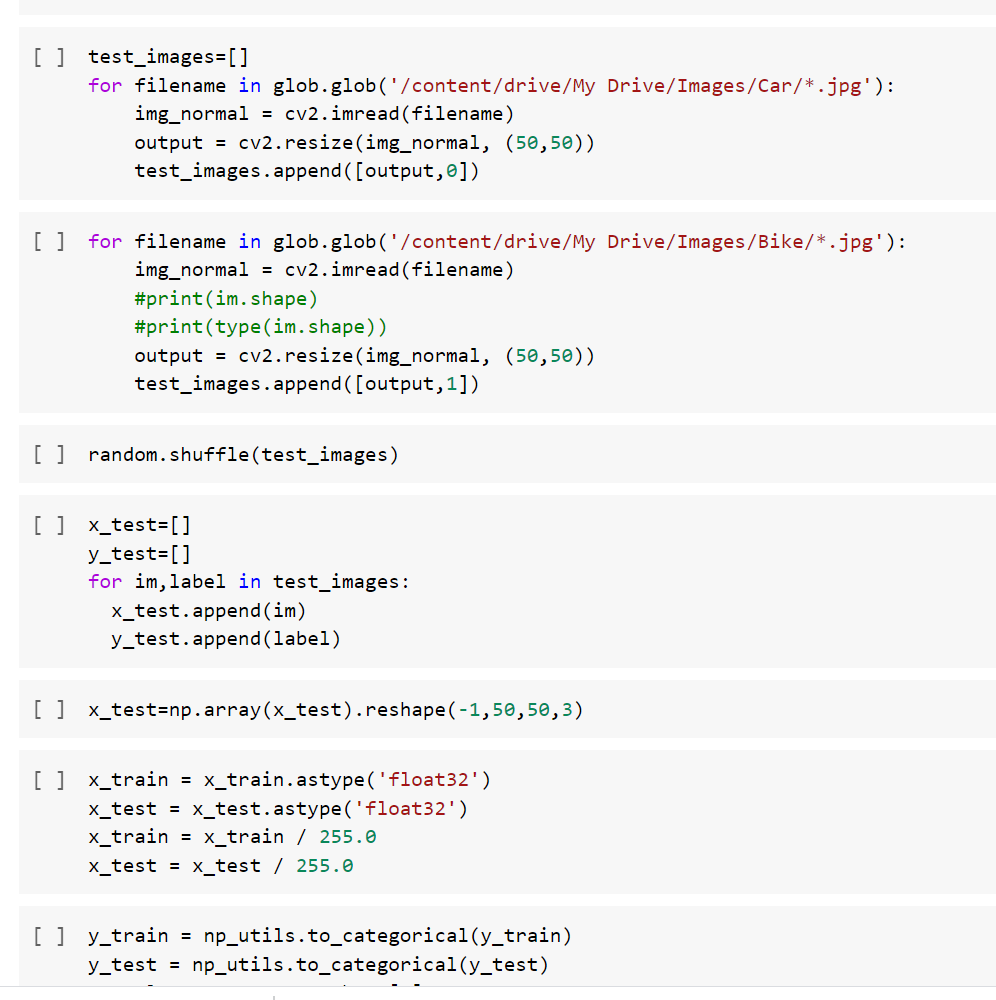 [ ] test_images=[]
for filename in glob.glob('/content/drive/My Drive/Images/Car/*.jpg'):
    img_normal = cv2.imread(filename)
    output = cv2.resize(img_normal, (50,50))
    test_images.append([output,0])
[ ] for filename in glob.glob('/content/drive/My Drive/Images/Bike/*.jpg'):
    img_normal = cv2.imread(filename)
    #print(im.shape)
    #print(type(im.shape))
    output = cv2.resize(img_normal, (50,50))
    test_images.append([output,1])
[ ] random.shuffle(test_images)
[ ] x_test=[]
y_test=[]
for im,label in test_images:
  x_test.append(im)
  y_test.append(label)
[ ] x_test=np.array(x_test).reshape(-1,50,50,3)
[ ] x_train = x_train.astype('float32')
x_test = x_test.astype('float32')
x_train = x_train / 255.0
x_test = x_test / 255.0
[ ] y_train = np_utils.to_categorical(y_train)
y_test = np_utils.to_categorical(y_test)